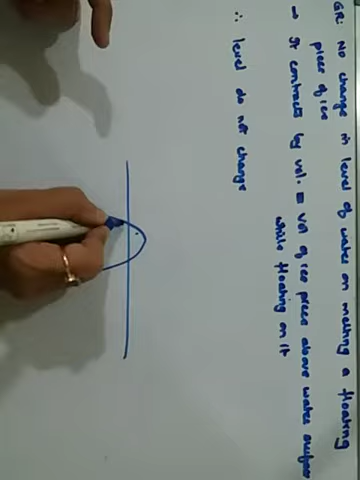 GR: No change in level of water on melting a floating
piece of ice
→ It contracts by vol. = vol of ice piece above water surface
while floating on it
∴ level do not change